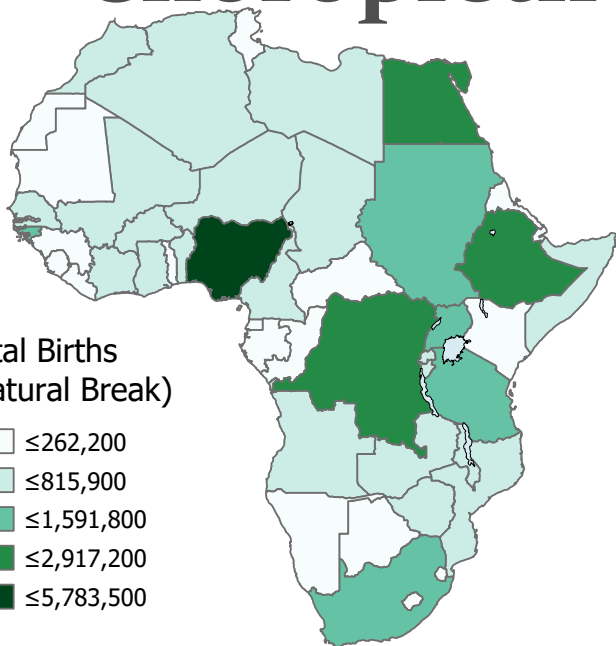 tal Births
atural Break)
≤262,200
≤815,900
≤1,591,800
≤2,917,200
≤5,783,500